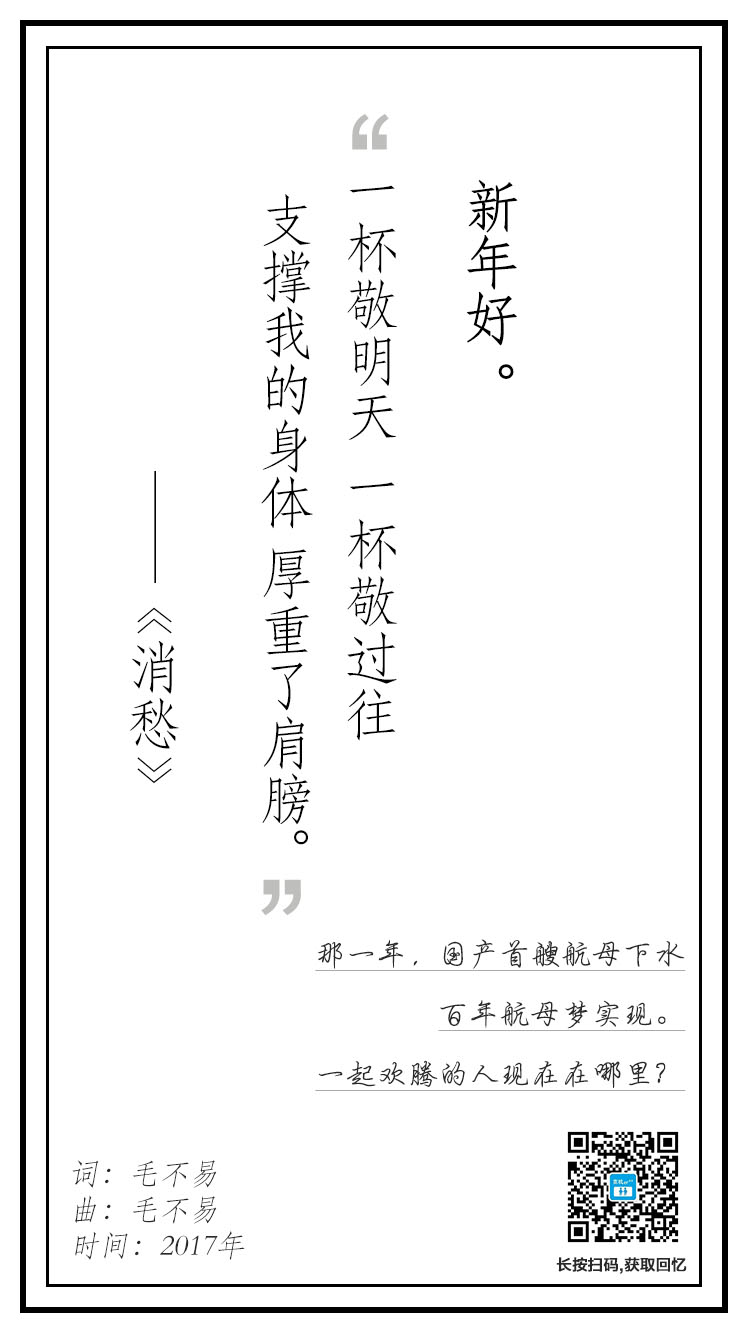 新年好。
“
一杯敬明天 一杯敬过往
支撑我的身体 厚重了肩膀。
”
——《消愁》
那一年，国产首艘航母下水
百年航母梦实现。
一起欢腾的人现在在哪里？
词：毛不易
曲：毛不易
时间：2017年
长按扫码,获取回忆